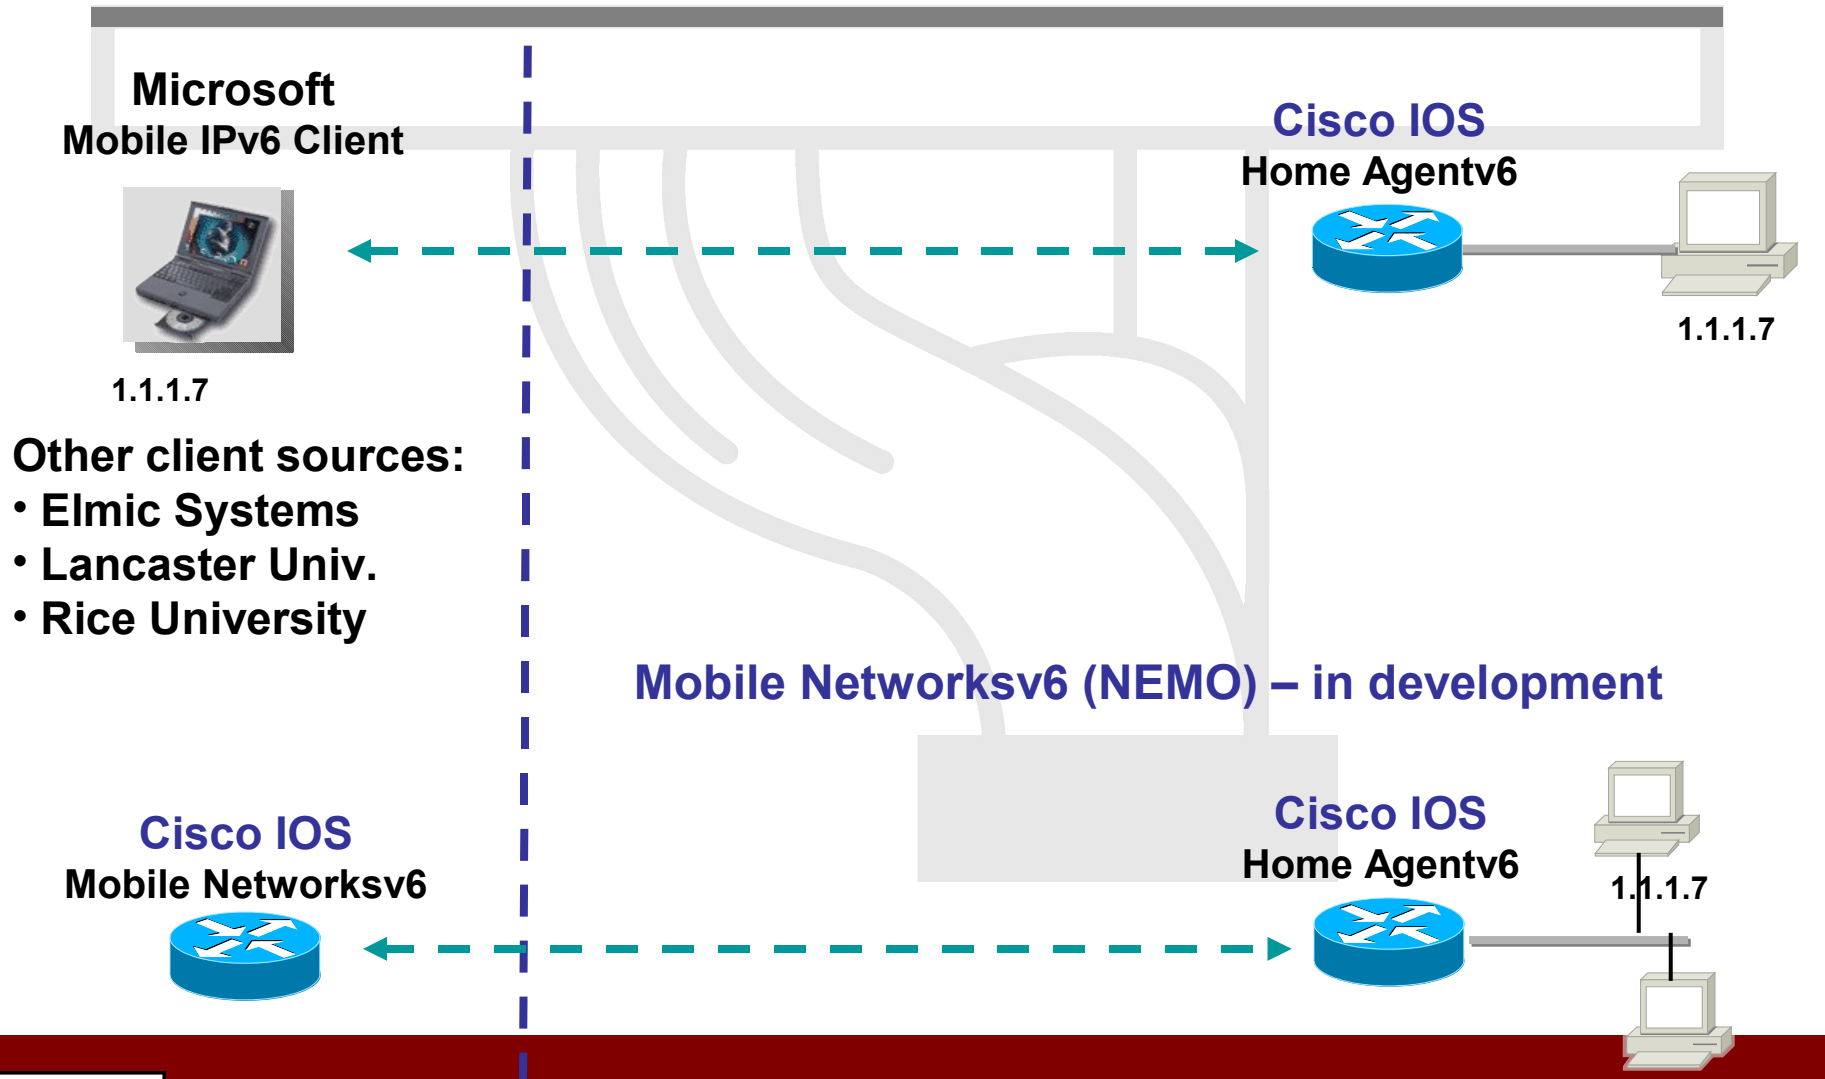 Microsoft
Mobile IPv6 Client
1.1.1.7
Other client sources:
• Elmic Systems
• Lancaster Univ.
• Rice University
Cisco IOS
Home Agentv6
1.1.1.7
Mobile Networksv6 (NEMO) – in development
Cisco IOS
Mobile Networksv6
Cisco IOS
Home Agentv6
1.1.1.7